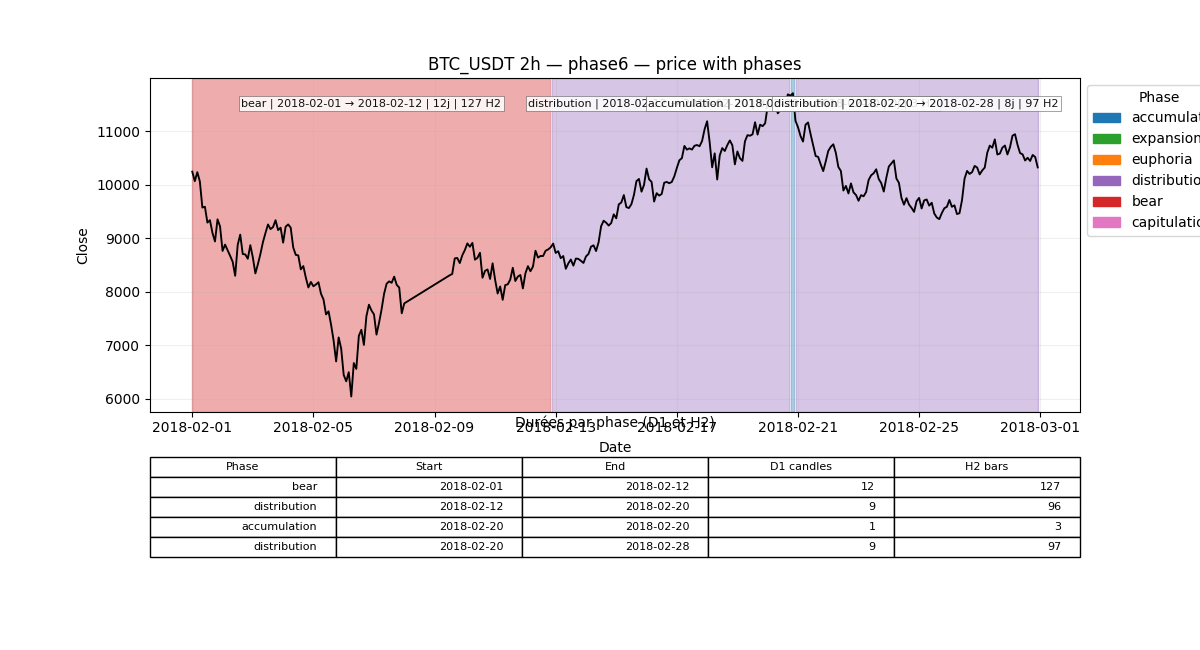 BTC_USDT 2h — phase6 — price with phases
bear | 2018-02-01 → 2018-02-12 | 12j | 127 H2
distribution | 2018-02
accumulation | 2018-0
distribution | 2018-02-20 → 2018-02-28 | 8j | 97 H2
Phase
accumulat
expansion
euphoria
distributio
bear
capitulatio
Close
11000
10000
9000
8000
7000
6000
2018-02-01 2018-02-05 2018-02-09 2018-02-13 2018-02-17 2018-02-21 2018-02-25 2018-03-01
Durées par phase (D1 et H2)
Date
Phase Start End D1 candles H2 bars
bear 2018-02-01 2018-02-12 12 127
distribution 2018-02-12 2018-02-20 9 96
accumulation 2018-02-20 2018-02-20 1 3
distribution 2018-02-20 2018-02-28 9 97